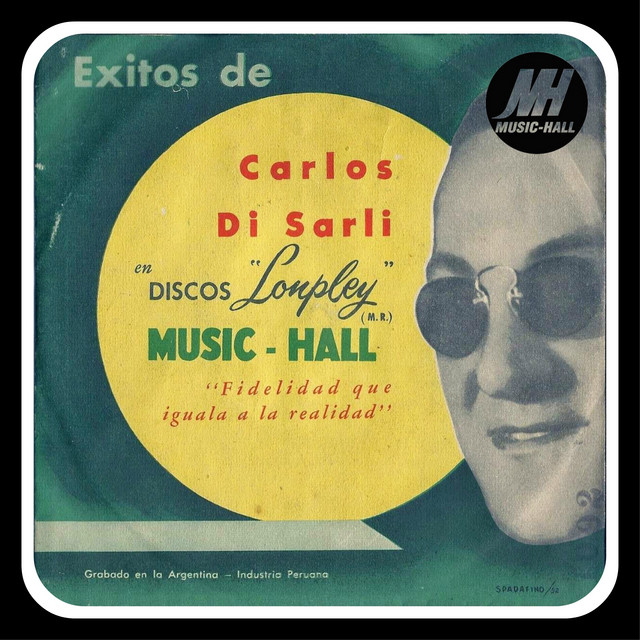 Exitos de
MH
MUSIC-HALL
Carlos
Di Sarli
en
DISCOS "Lonpley"
(M.R.)
MUSIC - HALL
"Fidelidad que
iguala a la realidad"
Grabado en la Argentina – Industria Peruana
SPADAFINO/58